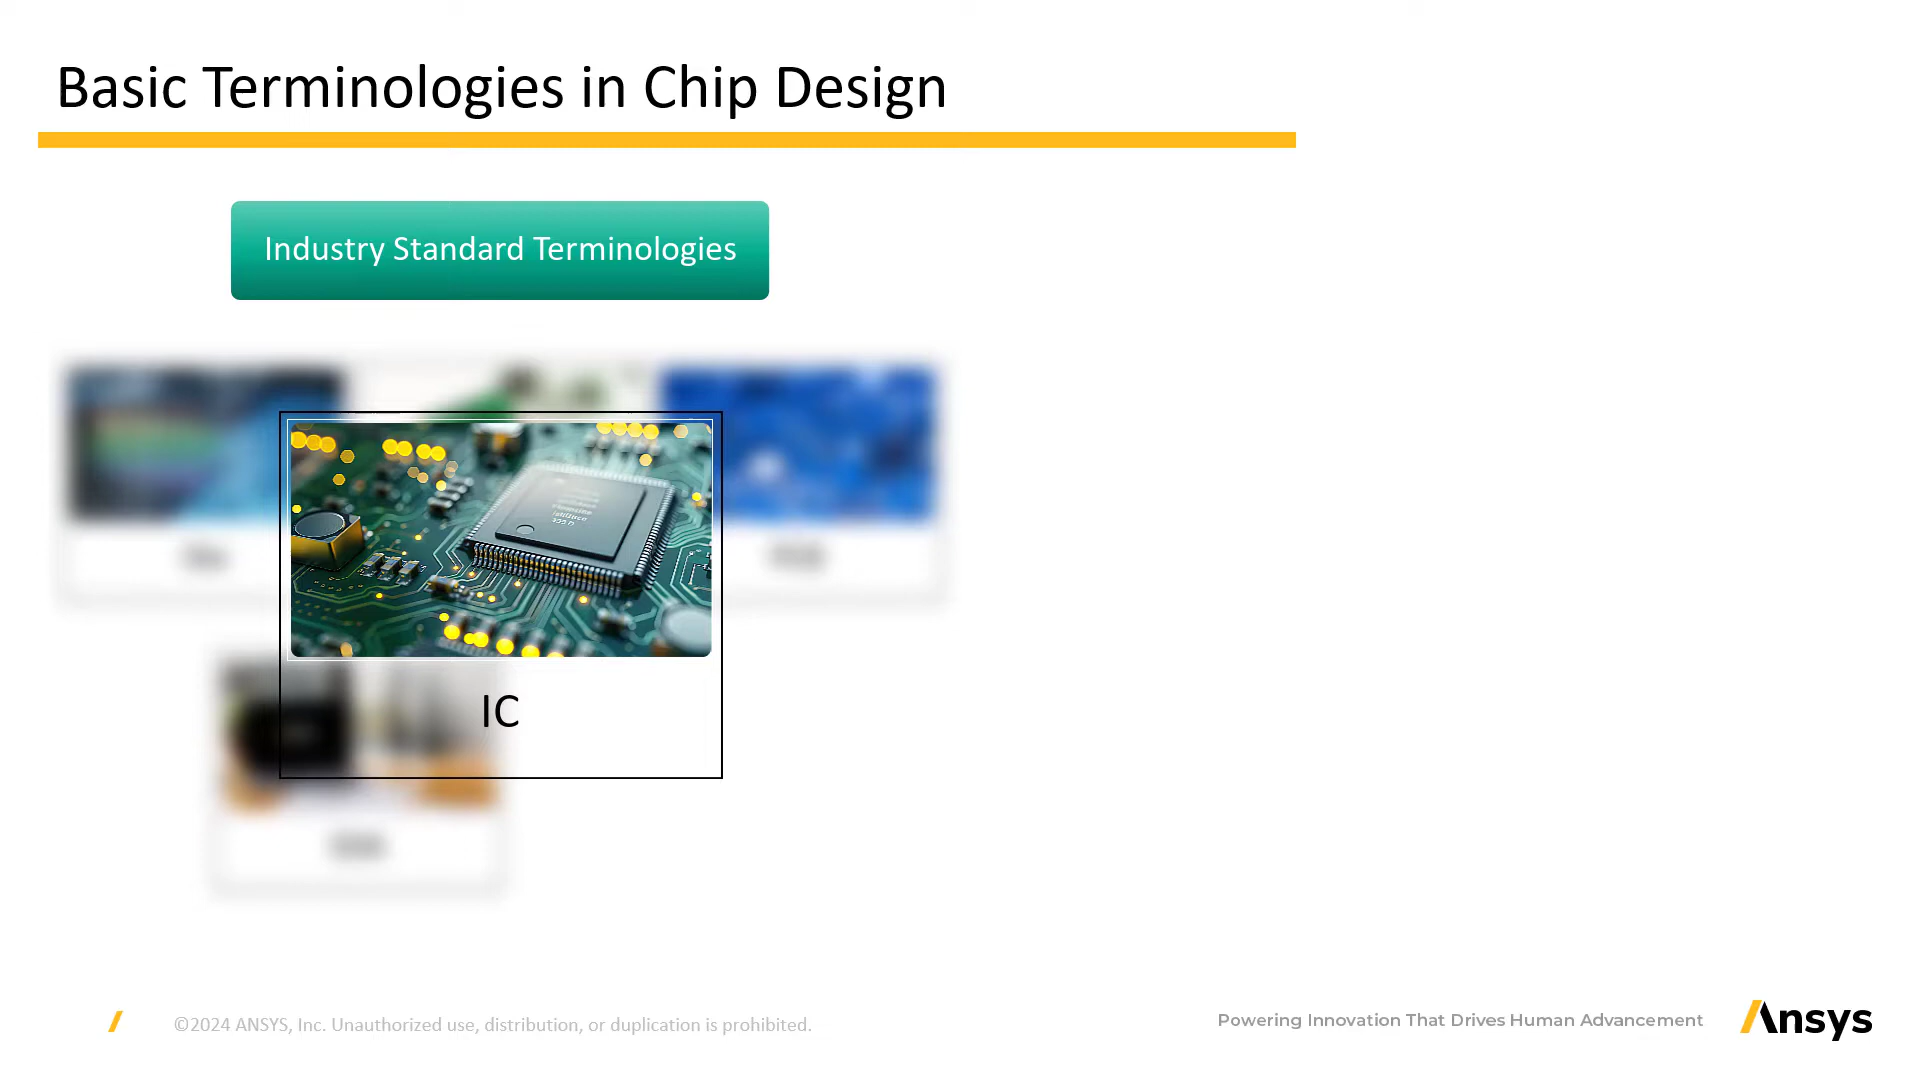 Basic Terminologies in Chip Design
Industry Standard Terminologies
IC
©2024 ANSYS, Inc. Unauthorized use, distribution, or duplication is prohibited.
Powering Innovation That Drives Human Advancement
Ansys